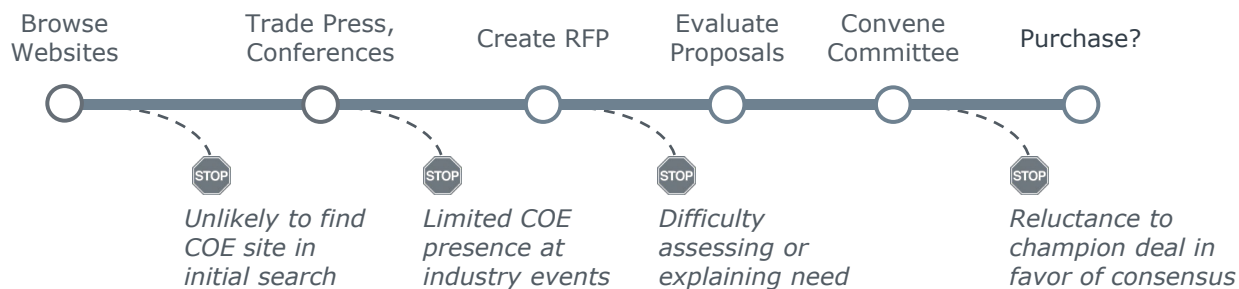 Browse
Websites
Trade Press,
Conferences
Create RFP
Evaluate
Proposals
Convene
Committee
Purchase?
STOP
Unlikely to find
COE site in
initial search
STOP
Limited COE
presence at
industry events
STOP
Difficulty
assessing or
explaining need
STOP
Reluctance to
champion deal in
favor of consensus